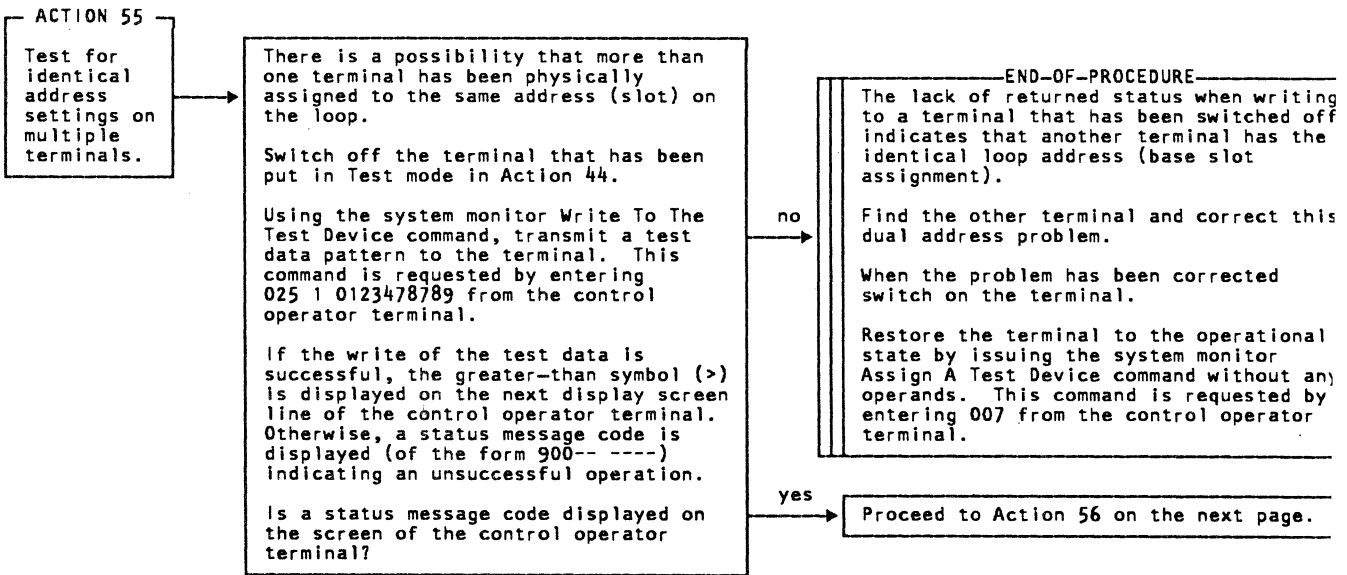 ACTION 55
Test for
identical
address
settings on
multiple
terminals.
There is a possibility that more than
one terminal has been physically
assigned to the same address (slot) on
the loop.
Switch off the terminal that has been
put in Test mode in Action 44.
Using the system monitor Write To The
Test Device command, transmit a test
data pattern to the terminal. This
command is requested by entering
025 1 0123478789 from the control
operator terminal.
If the write of the test data is
successful, the greater-than symbol (>)
is displayed on the next display screen
line of the control operator terminal.
Otherwise, a status message code is
displayed (of the form 900-- ----)
indicating an unsuccessful operation.
Is a status message code displayed on
the screen of the control operator
terminal?
no
END-OF-PROCEDURE
The lack of returned status when writing
to a terminal that has been switched off
indicates that another terminal has the
identical loop address (base slot
assignment).
Find the other terminal and correct this
dual address problem.
When the problem has been corrected
switch on the terminal.
Restore the terminal to the operational
state by issuing the system monitor
Assign A Test Device command without any
operands. This command is requested by
entering 007 from the control operator
terminal.
yes
Proceed to Action 56 on the next page.